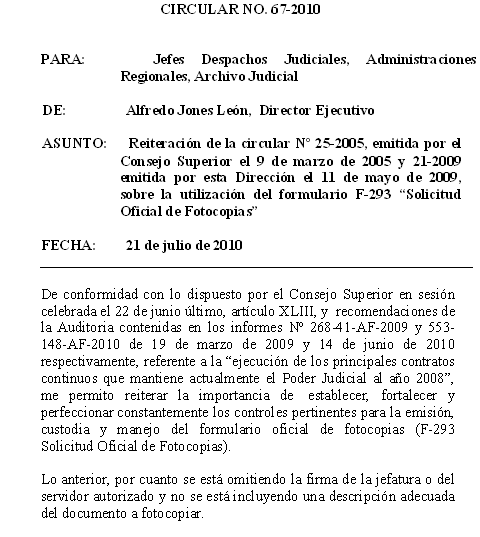 CIRCULAR NO. 67-2010
PARA: Jefes Despachos Judiciales, Administraciones
Regionales, Archivo Judicial
DE: Alfredo Jones León, Director Ejecutivo
ASUNTO: Reiteración de la circular N° 25-2005, emitida por el
Consejo Superior el 9 de marzo de 2005 y 21-2009
emitida por esta Dirección el 11 de mayo de 2009,
sobre la utilización del formulario F-293 “Solicitud
Oficial de Fotocopias”
FECHA: 21 de julio de 2010
De conformidad con lo dispuesto por el Consejo Superior en sesión
celebrada el 22 de junio último, artículo XLIII, y recomendaciones de
la Auditoria contenidas en los informes Nº 268-41-AF-2009 y 553-
148-AF-2010 de 19 de marzo de 2009 y 14 de junio de 2010
respectivamente, referente a la “ejecución de los principales contratos
continuos que mantiene actualmente el Poder Judicial al año 2008”,
me permito reiterar la importancia de establecer, fortalecer y
perfeccionar constantemente los controles pertinentes para la emisión,
custodia y manejo del formulario oficial de fotocopias (F-293
Solicitud Oficial de Fotocopias).
Lo anterior, por cuanto se está omitiendo la firma de la jefatura o del
servidor autorizado y no se está incluyendo una descripción adecuada
del documento a fotocopiar.